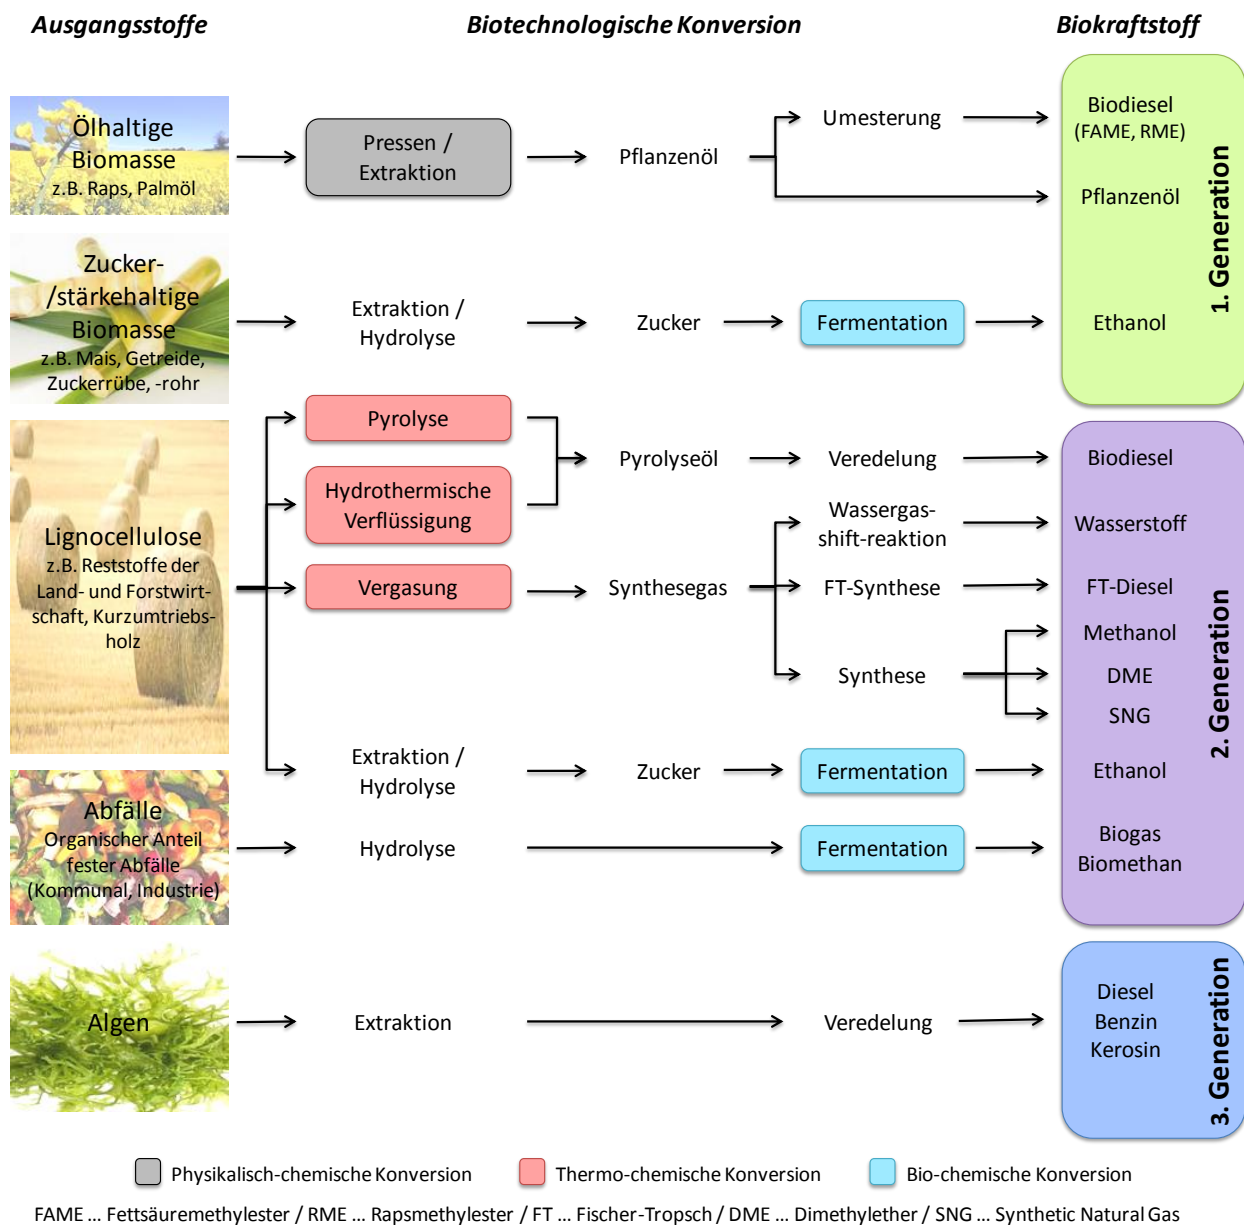 Ausgangsstoffe
Biotechnologische Konversion
Biokraftstoff
Ölhaltige
Biomasse
z.B. Raps, Palmöl
Pressen /
Extraktion
Pflanzenöl
Umesterung
Biodiesel
(FAME, RME)
Pflanzenöl
1. Generation
Zucker-
/stärkehaltige
Biomasse
z.B. Mais, Getreide,
Zuckerrübe, -rohr
Extraktion /
Hydrolyse
Zucker
Fermentation
Ethanol
Lignocellulose
z.B. Reststoffe der
Land- und Forstwirt-
schaft, Kurzumtriebs-
holz
Pyrolyse
Hydrothermische
Verflüssigung
Pyrolyseöl
Veredelung
Biodiesel
Vergasung
Synthesegas
Wassergas-
shift-reaktion
Wasserstoff
FT-Synthese
FT-Diesel
Synthese
Methanol
DME
SNG
2. Generation
Extraktion /
Hydrolyse
Zucker
Fermentation
Ethanol
Abfälle
Organischer Anteil
fester Abfälle
(Kommunal, Industrie)
Hydrolyse
Fermentation
Biogas
Biomethan
Algen
Extraktion
Veredelung
Diesel
Benzin
Kerosin
3. Generation
Physikalisch-chemische Konversion
Thermo-chemische Konversion
Bio-chemische Konversion
FAME ... Fettsäuremethylester / RME ... Rapsmethylester / FT ... Fischer-Tropsch / DME ... Dimethylether / SNG ... Synthetic Natural Gas